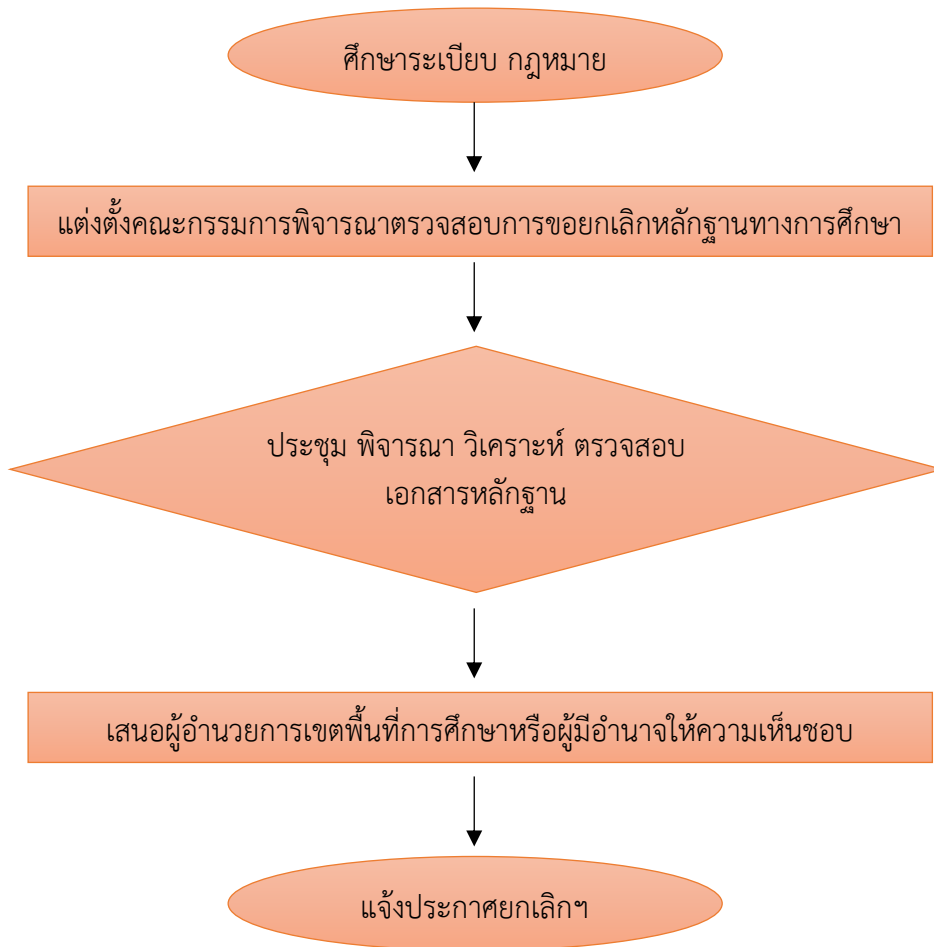 ศึกษาระเบียบ กฎหมาย
แต่งตั้งคณะกรรมการพิจารณาตรวจสอบการขอยกเลิกหลักฐานทางการศึกษา
ประชุม พิจารณา วิเคราะห์ ตรวจสอบ
เอกสารหลักฐาน
เสนอผู้อำนวยการเขตพื้นที่การศึกษาหรือผู้มีอำนาจให้ความเห็นชอบ
แจ้งประกาศยกเลิกฯ